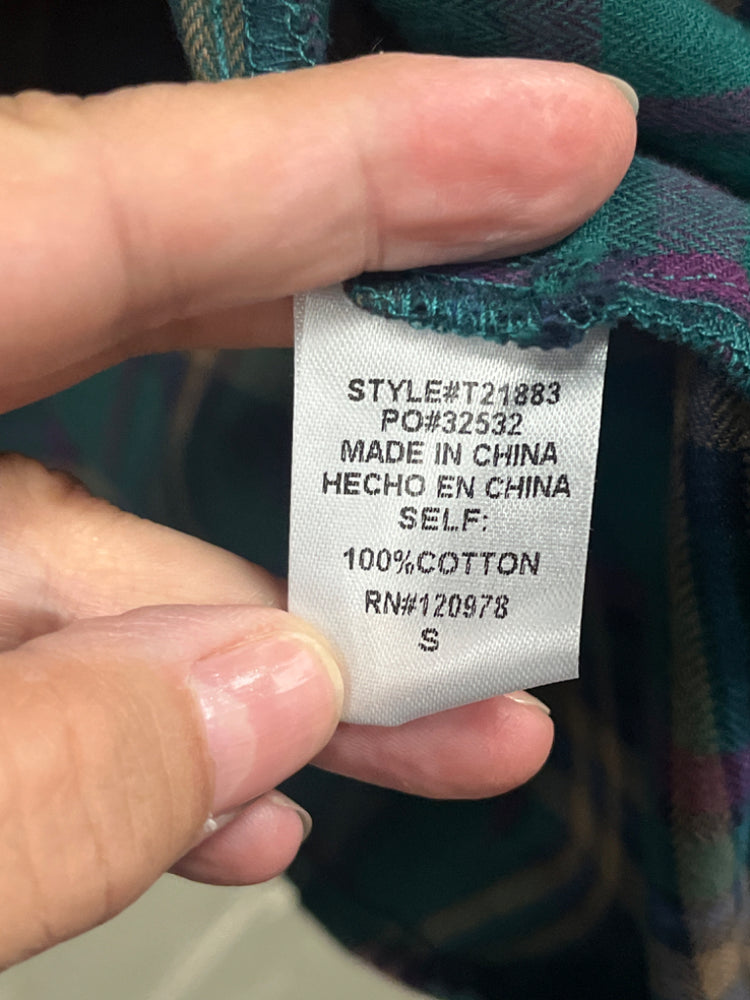 STYLE#T21883
PO#32532
MADE IN CHINA
HECHO EN CHINA
SELF:
100%COTTON
RN#120978
S